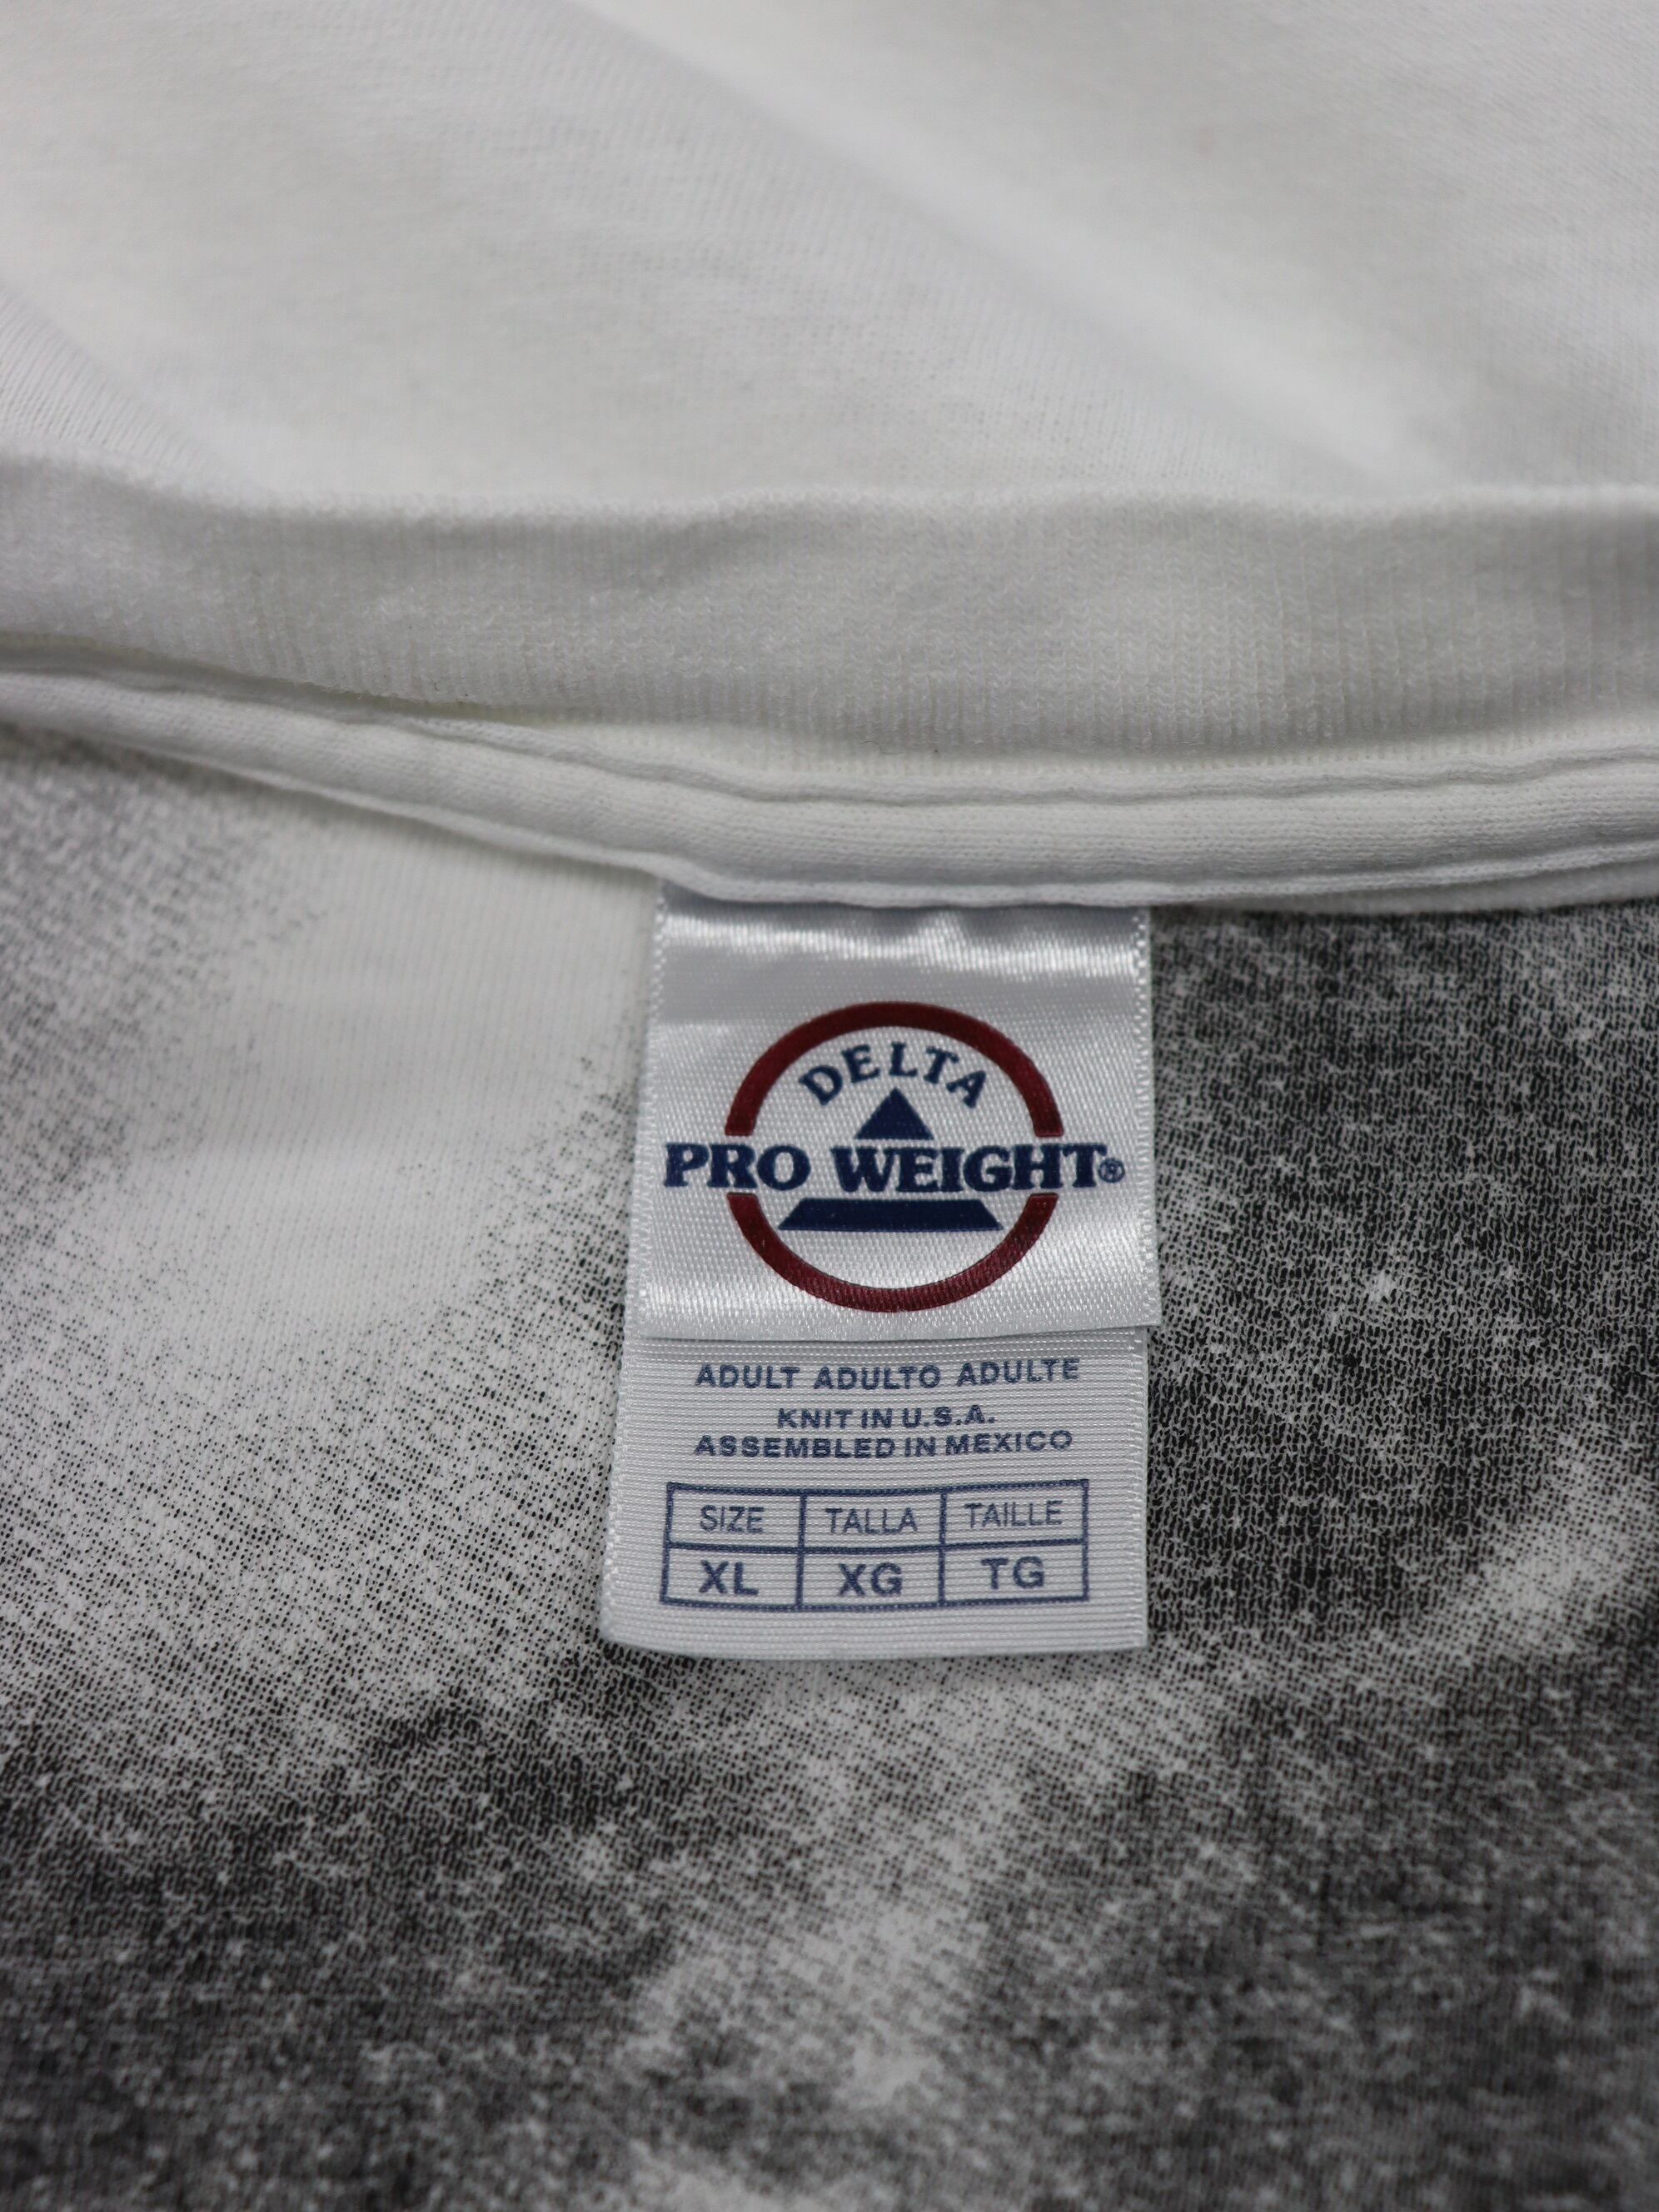 DELTA
PRO WEIGHT®
ADULT ADULTO ADULTE
KNIT IN U.S.A.
ASSEMBLED IN MEXICO
SIZE TALLA TAILLE
XL XG TG